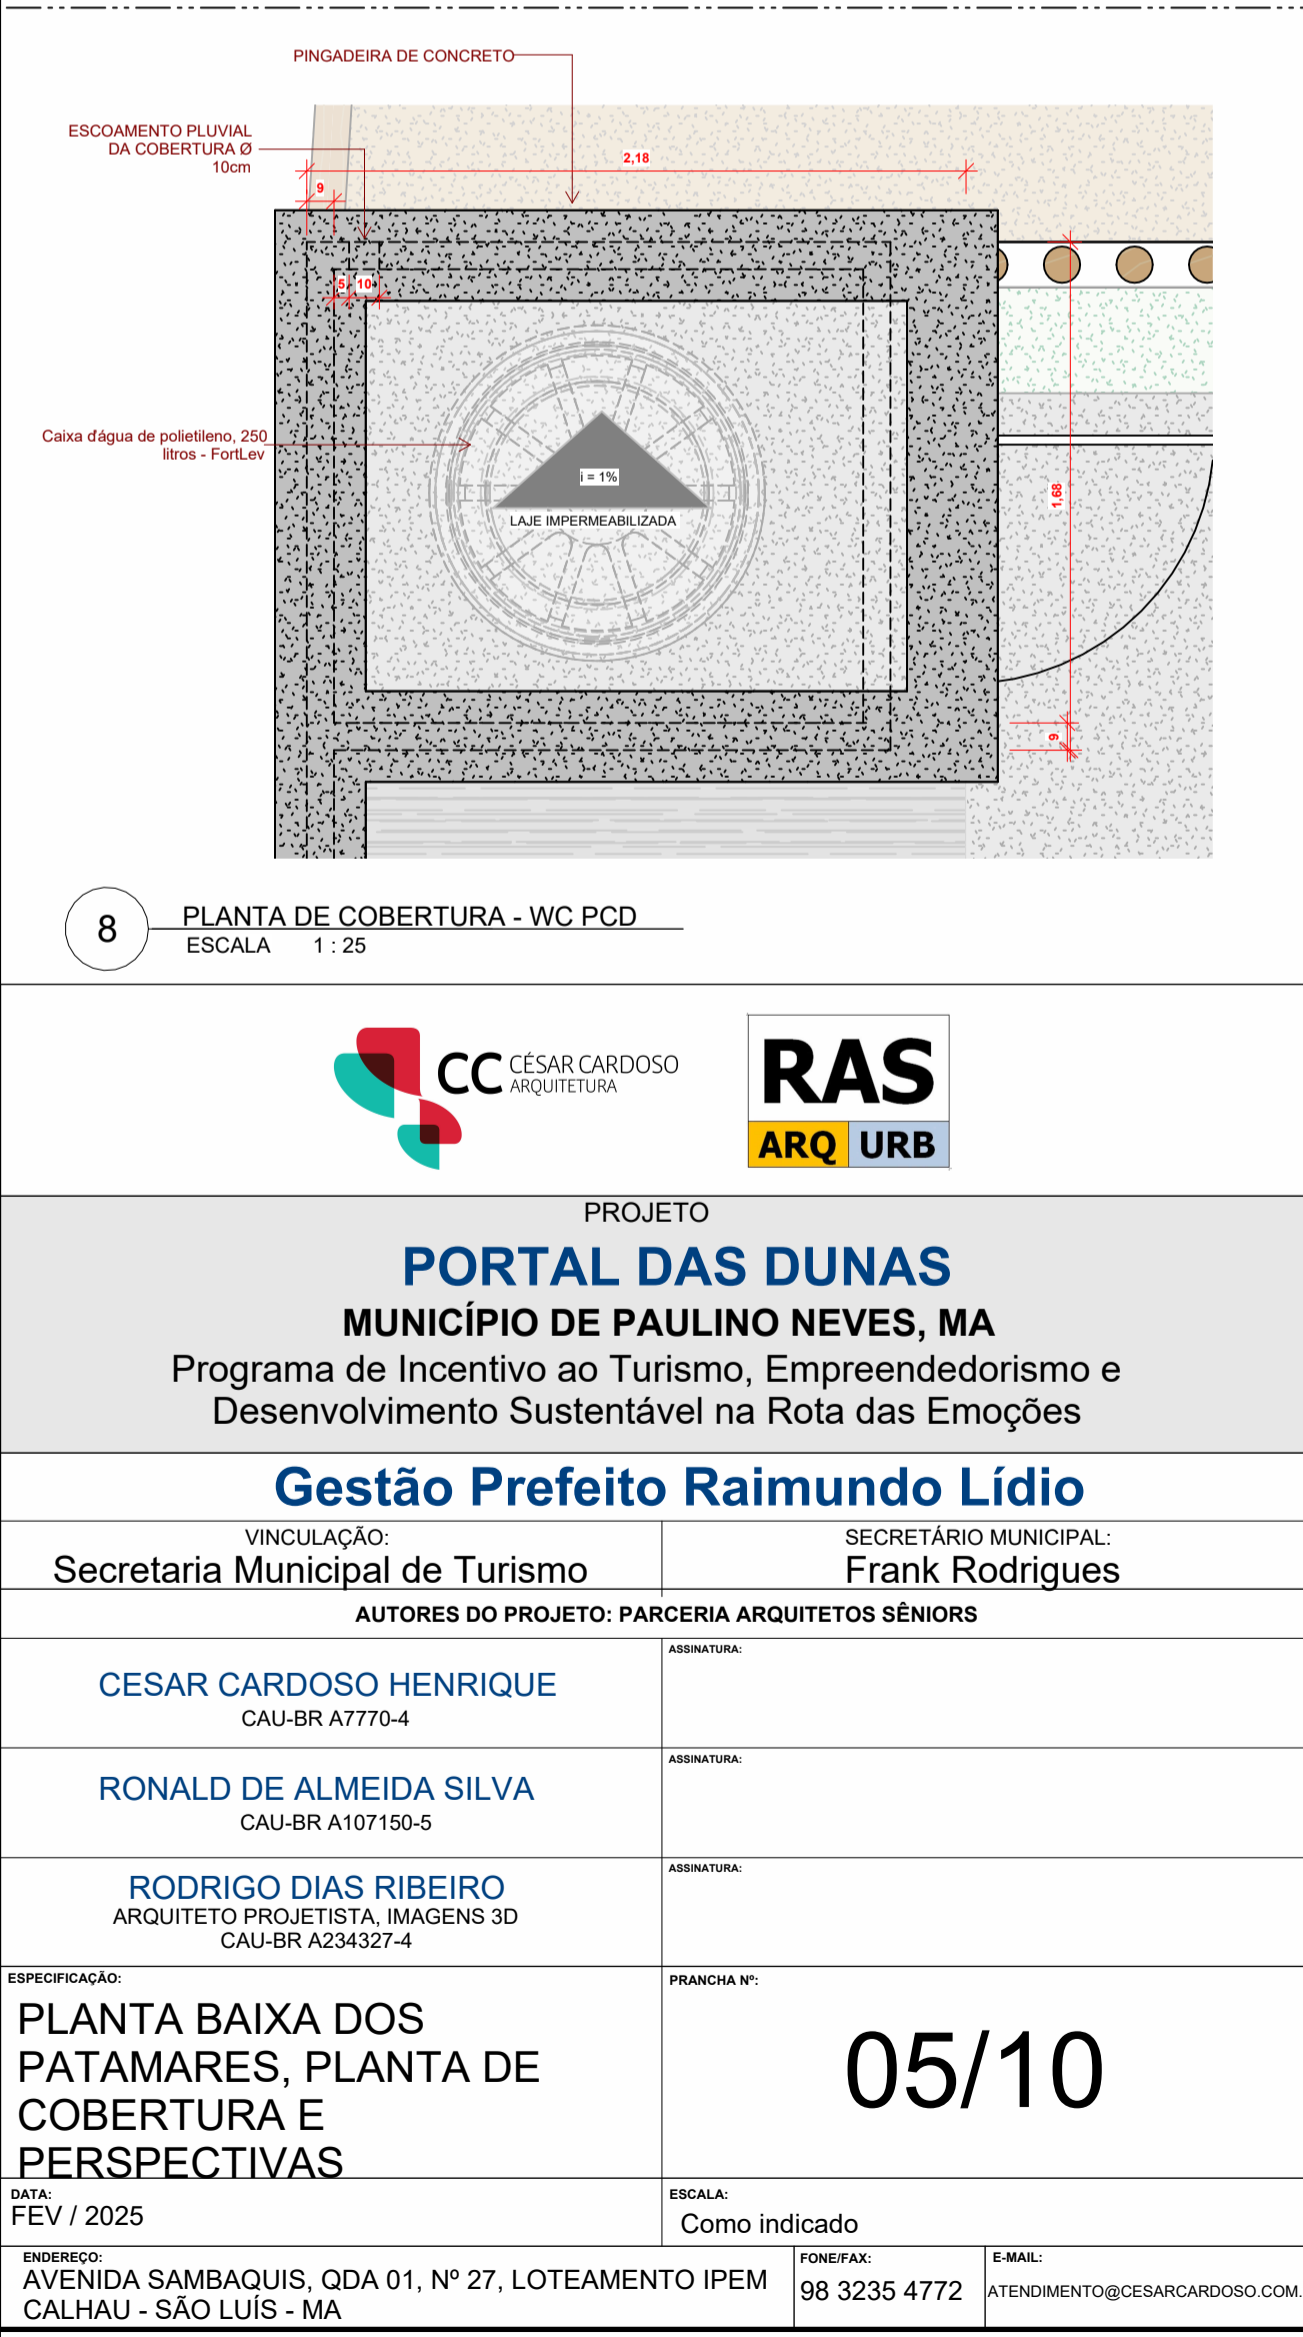 PINGADEIRA DE CONCRETO
ESCOAMENTO PLUVIAL
DA COBERTURA Ø
10cm
2,18
9
5
10
Caixa d'água de polietileno, 250
litros - FortLev
i = 1%
LAJE IMPERMEABILIZADA
1,68
9
8
PLANTA DE COBERTURA - WC PCD
ESCALA 1 : 25
CC CÉSAR CARDOSO
ARQUITETURA
RAS
ARQ URB
PROJETO
PORTAL DAS DUNAS
MUNICÍPIO DE PAULINO NEVES, MA
Programa de Incentivo ao Turismo, Empreendedorismo e
Desenvolvimento Sustentável na Rota das Emoções
Gestão Prefeito Raimundo Lídio
VINCULAÇÃO:
Secretaria Municipal de Turismo
SECRETÁRIO MUNICIPAL:
Frank Rodrigues
AUTORES DO PROJETO: PARCERIA ARQUITETOS SÊNIORS
CESAR CARDOSO HENRIQUE
CAU-BR A7770-4
ASSINATURA:
RONALD DE ALMEIDA SILVA
CAU-BR A107150-5
ASSINATURA:
RODRIGO DIAS RIBEIRO
ARQUITETO PROJETISTA, IMAGENS 3D
CAU-BR A234327-4
ASSINATURA:
ESPECIFICAÇÃO:
PLANTA BAIXA DOS
PATAMARES, PLANTA DE
COBERTURA E
PERSPECTIVAS
PRANCHA Nº:
05/10
DATA:
FEV / 2025
ESCALA:
Como indicado
ENDEREÇO:
AVENIDA SAMBAQUIS, QDA 01, Nº 27, LOTEAMENTO IPEM
CALHAU - SÃO LUÍS - MA
FONE/FAX:
98 3235 4772
E-MAIL:
ATENDIMENTO@CESARCARDOSO.COM.